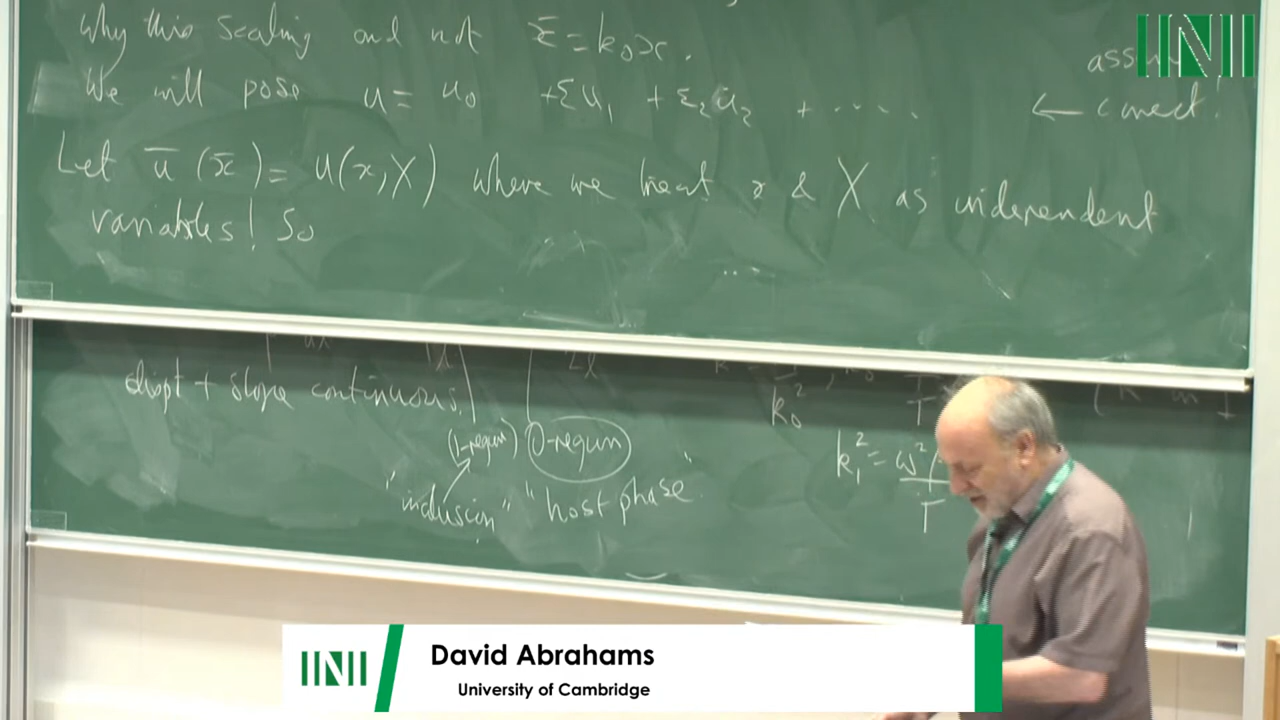 Why this scaling and not x̄ = k₀x.
We will pose u = u₀ + εu₁ + ε₂u₂ + ....
← correct!
Let ū(x̄) = u(x,X) where we treat x & X as independent
variables! So
displ + slope continuous.
k₀²
(1-region) 0-region
k₁² = ω²
T
"inclusion" "host phase"
INI
David Abrahams
INI
University of Cambridge